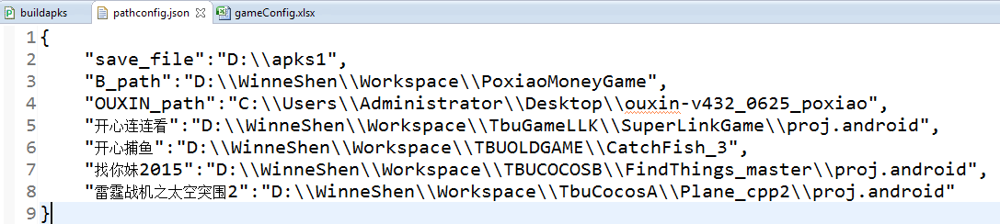 buildapks pathconfig.json gameConfig.xlsx
1 {
2 "save_file":"D:\\apks1",
3 "B_path":"D:\\WinneShen\\Workspace\\PoxiaoMoneyGame",
4 "OUXIN_path":"C:\\Users\\Administrator\\Desktop\\ouxin-v432_0625_poxiao",
5 "开心连连看":"D:\\WinneShen\\Workspace\\TbuGameLLK\\SuperLinkGame\\proj.android",
6 "开心捕鱼":"D:\\WinneShen\\Workspace\\TBUOLDGAME\\CatchFish_3",
7 "找你妹2015":"D:\\WinneShen\\Workspace\\TBUCOCOSB\\FindThings_master\\proj.android",
8 "雷霆战机之太空突围2":"D:\\WinneShen\\Workspace\\TbuCocosA\\Plane_cpp2\\proj.android"
9 }